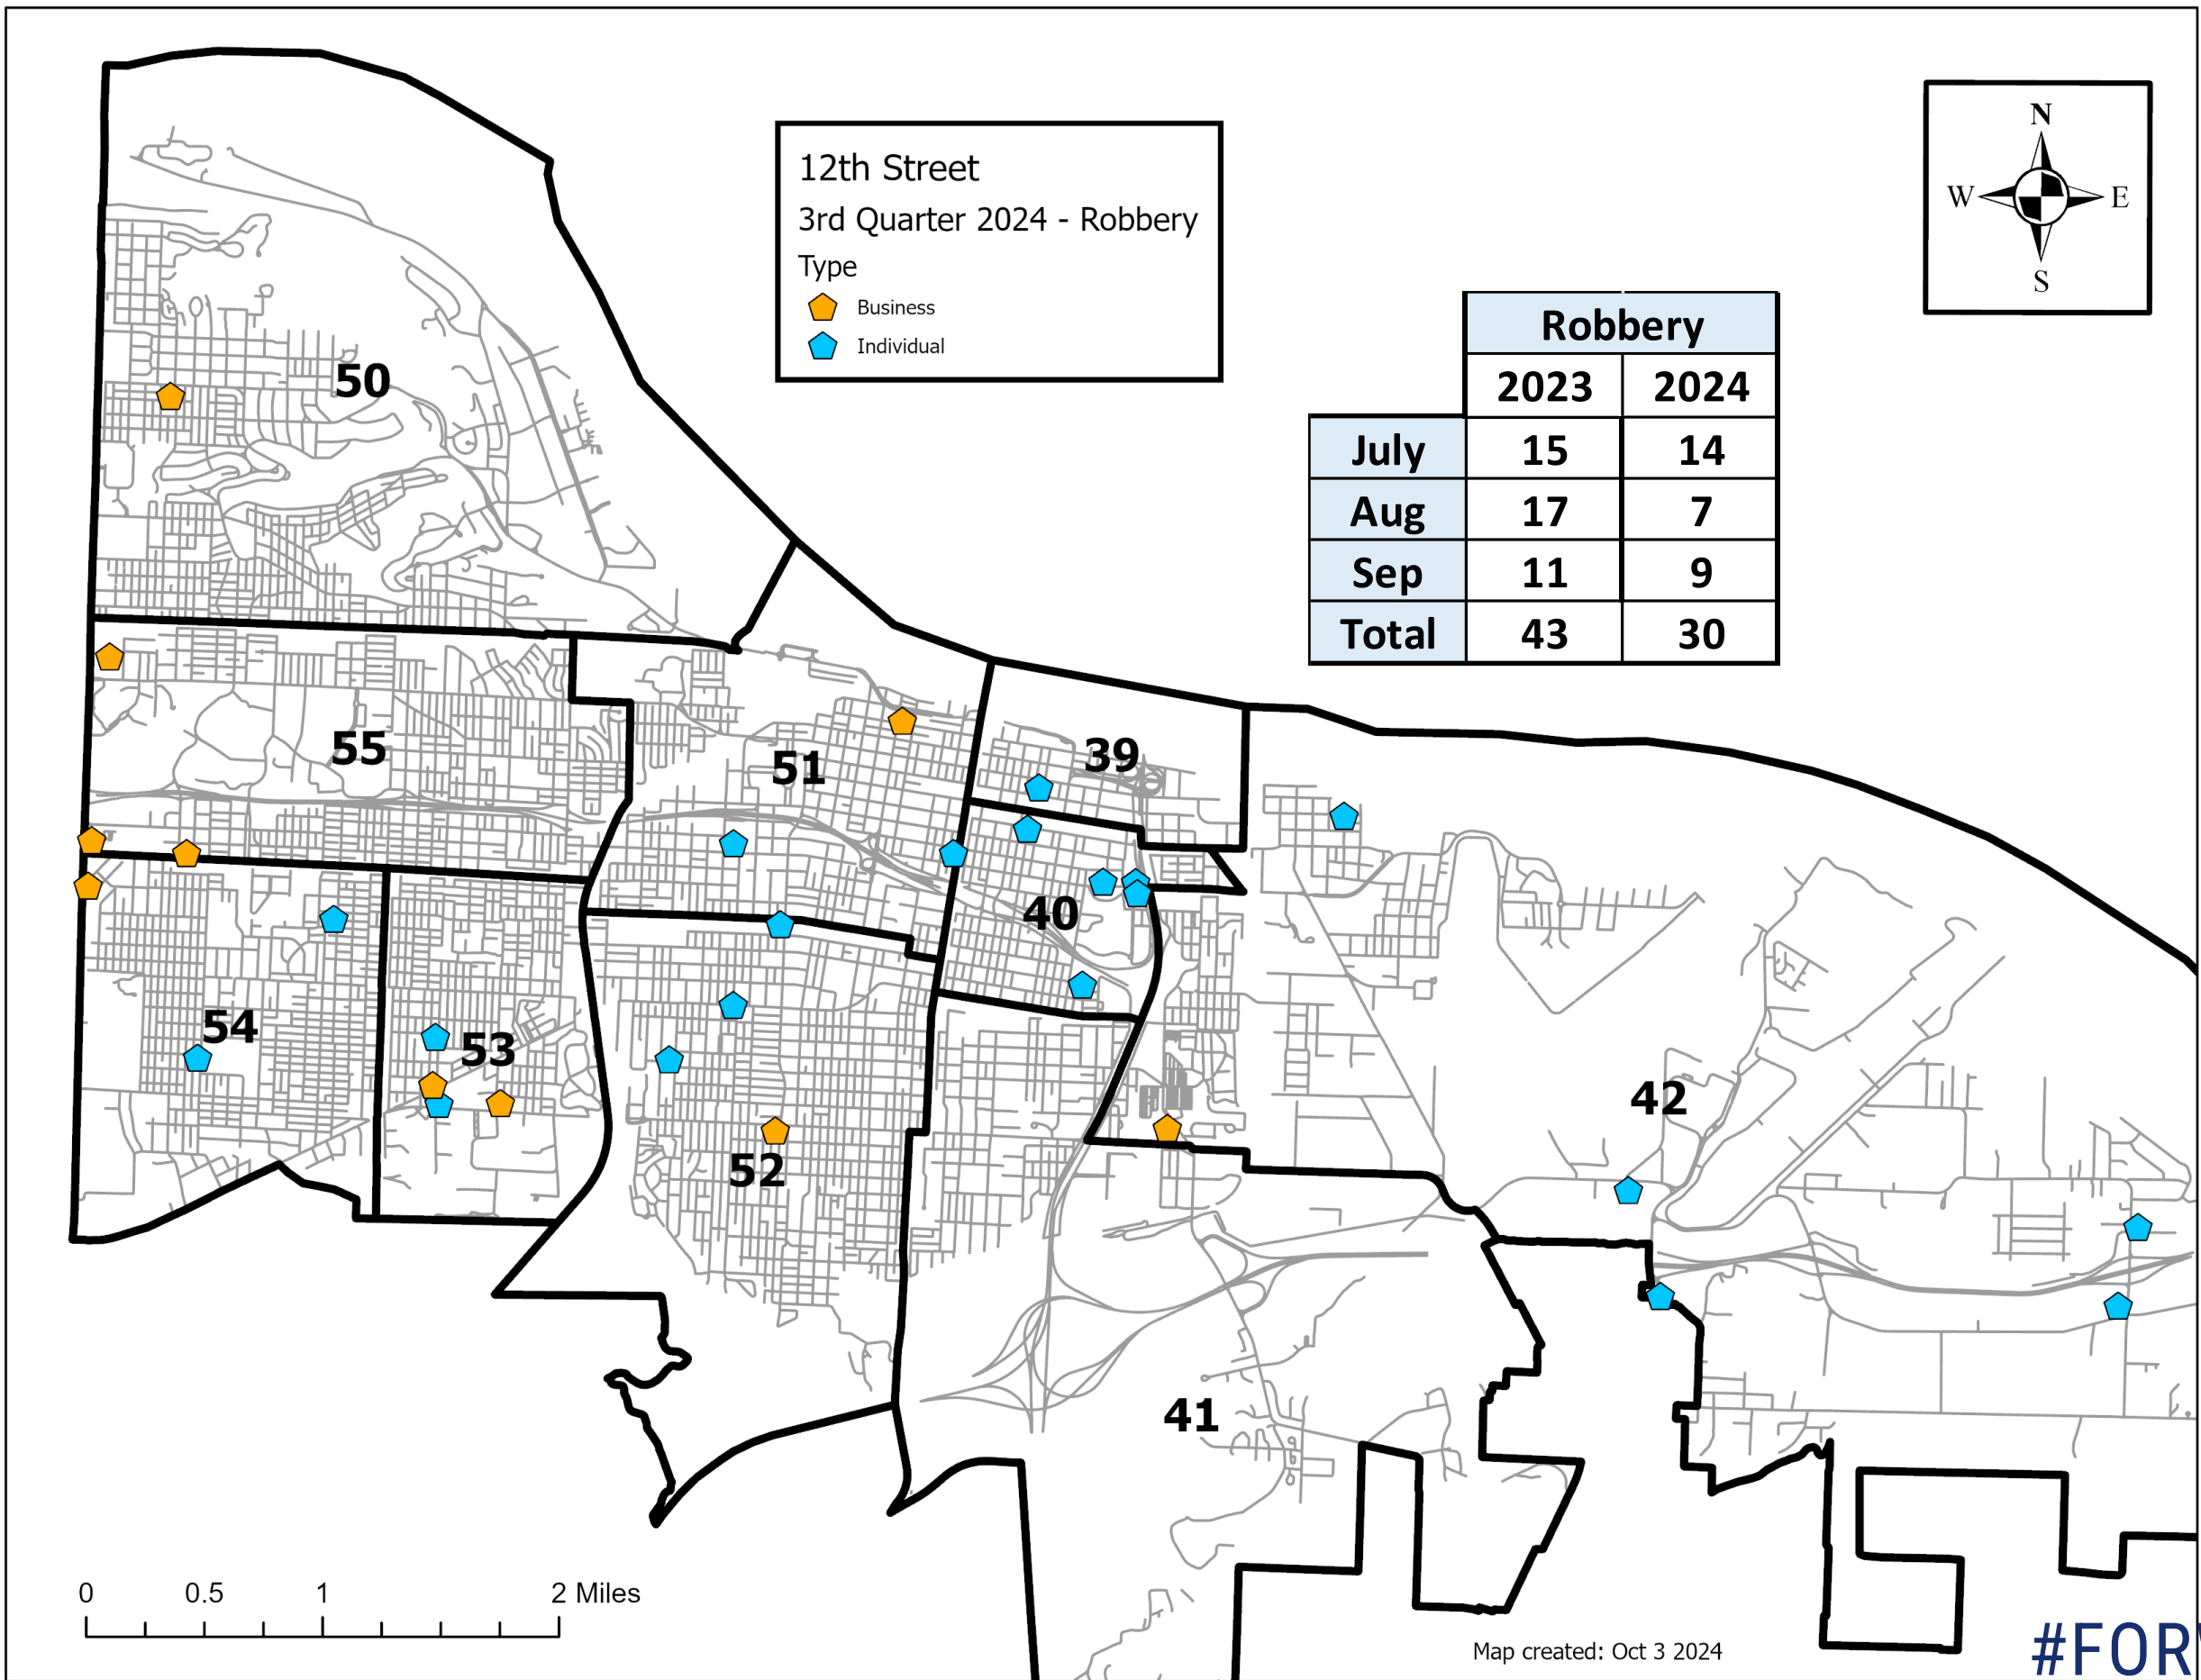 12th Street
3rd Quarter 2024 - Robbery
Type
Business
Individual
N
W E
S
Robbery
2023 2024
July 15 14
Aug 17 7
Sep 11 9
Total 43 30
50
55
51
39
40
54
53
52
42
41
0 0.5 1 2 Miles
Map created: Oct 3 2024
#FOR